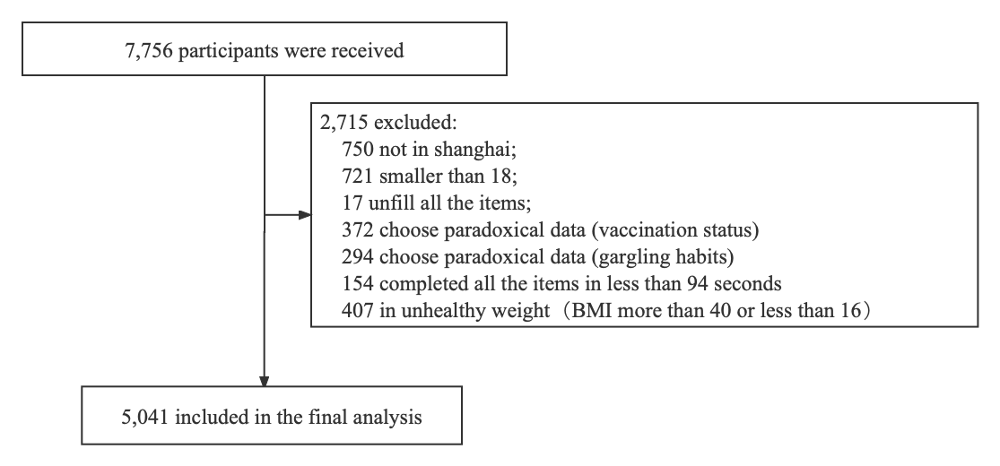 7,756 participants were received
2,715 excluded:
750 not in shanghai;
721 smaller than 18;
17 unfill all the items;
372 choose paradoxical data (vaccination status)
294 choose paradoxical data (gargling habits)
154 completed all the items in less than 94 seconds
407 in unhealthy weight（BMI more than 40 or less than 16）
5,041 included in the final analysis